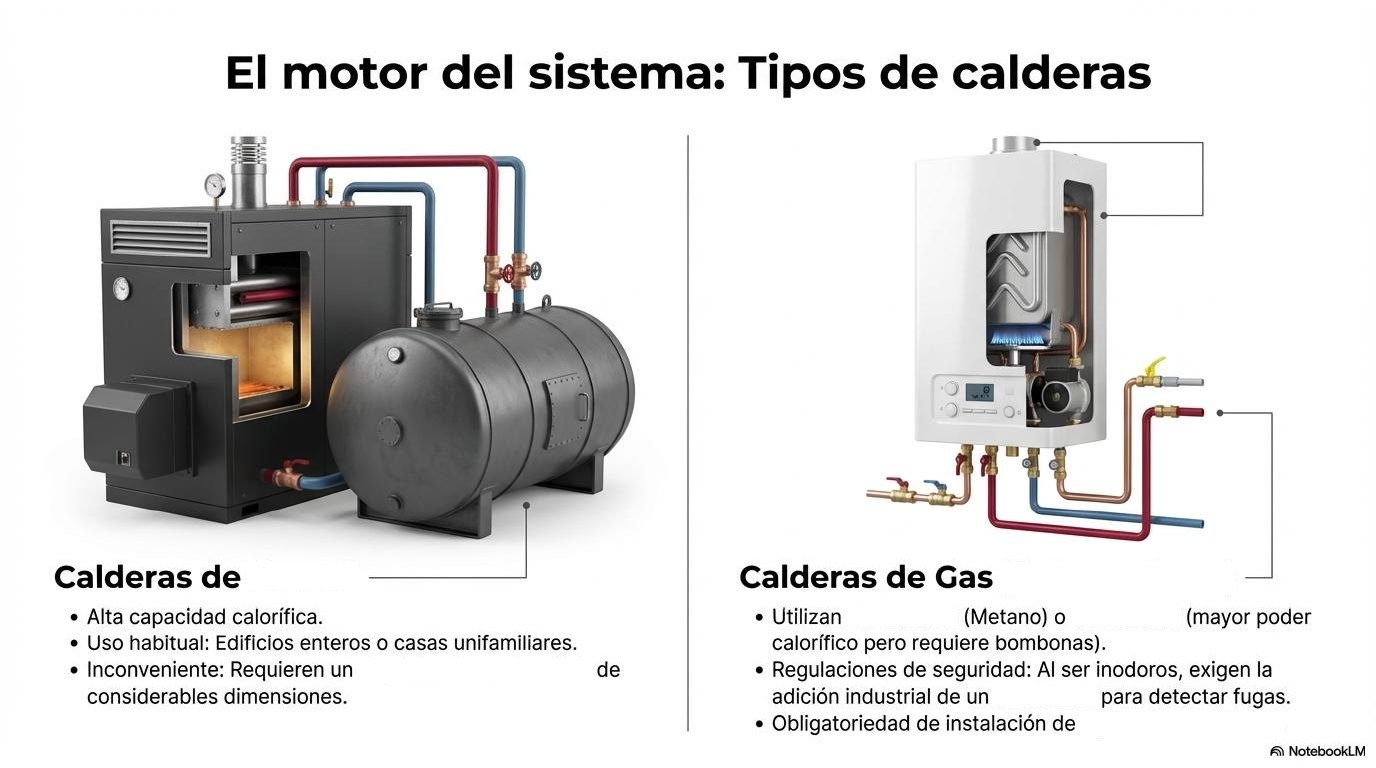 El motor del sistema: Tipos de calderas
Calderas de
• Alta capacidad calorífica.
• Uso habitual: Edificios enteros o casas unifamiliares.
• Inconveniente: Requieren un de
considerables dimensiones.
Calderas de Gas
• Utilizan (Metano) o (mayor poder
calorífico pero requiere bombonas).
• Regulaciones de seguridad: Al ser inodoros, exigen la
adición industrial de un para detectar fugas.
• Obligatoriedad de instalación de
NotebookLM